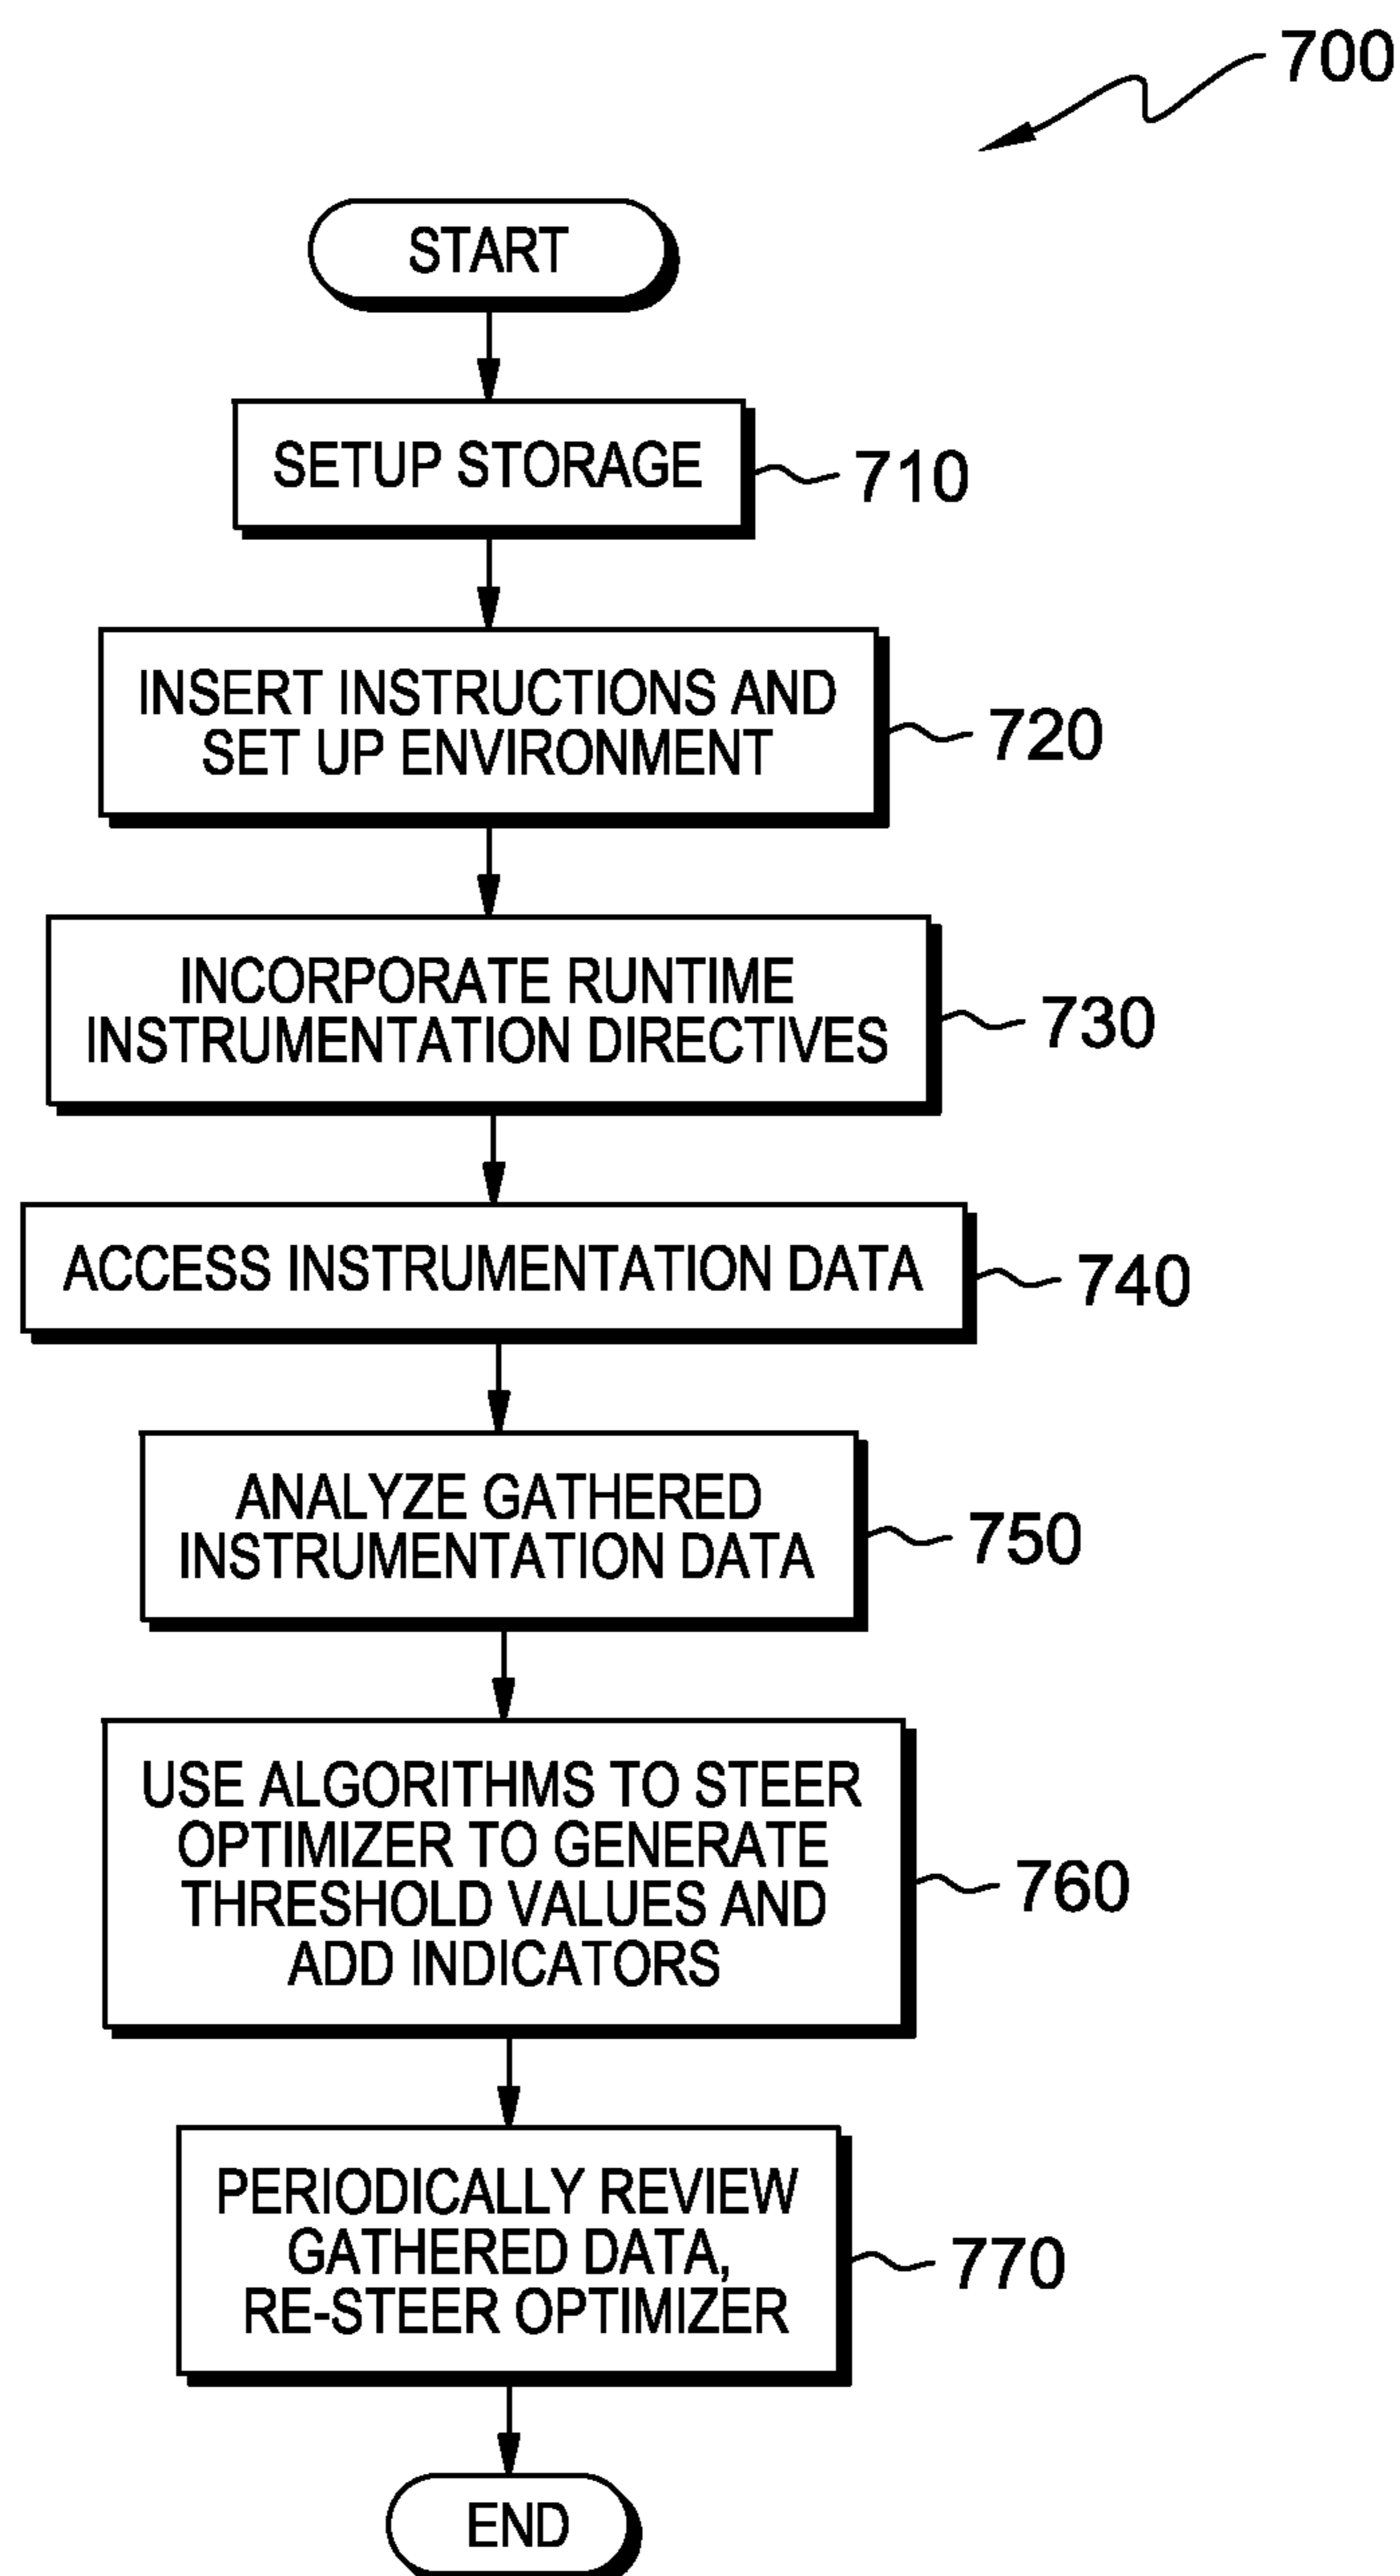 700
START
SETUP STORAGE
710
INSERT INSTRUCTIONS AND
SET UP ENVIRONMENT
720
INCORPORATE RUNTIME
INSTRUMENTATION DIRECTIVES
730
ACCESS INSTRUMENTATION DATA
740
ANALYZE GATHERED
INSTRUMENTATION DATA
750
USE ALGORITHMS TO STEER
OPTIMIZER TO GENERATE
THRESHOLD VALUES AND
ADD INDICATORS
760
PERIODICALLY REVIEW
GATHERED DATA,
RE-STEER OPTIMIZER
770
END